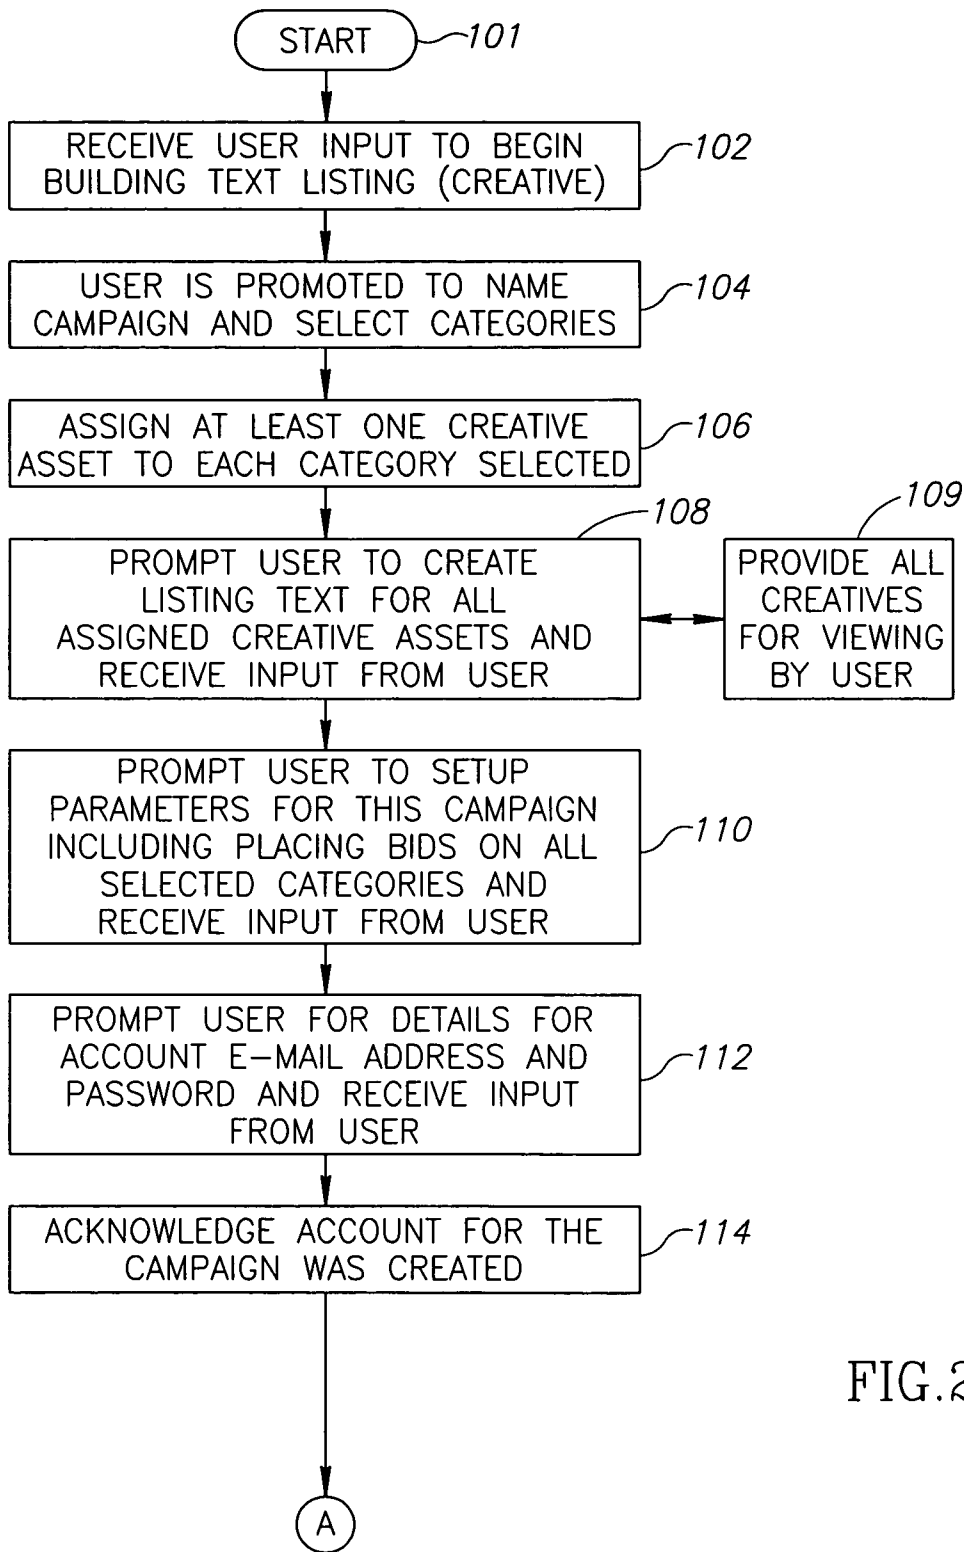 START
101
RECEIVE USER INPUT TO BEGIN
BUILDING TEXT LISTING (CREATIVE)
102
USER IS PROMOTED TO NAME
CAMPAIGN AND SELECT CATEGORIES
104
ASSIGN AT LEAST ONE CREATIVE
ASSET TO EACH CATEGORY SELECTED
106
PROMPT USER TO CREATE
LISTING TEXT FOR ALL
ASSIGNED CREATIVE ASSETS AND
RECEIVE INPUT FROM USER
108
PROVIDE ALL
CREATIVES
FOR VIEWING
BY USER
109
PROMPT USER TO SETUP
PARAMETERS FOR THIS CAMPAIGN
INCLUDING PLACING BIDS ON ALL
SELECTED CATEGORIES AND
RECEIVE INPUT FROM USER
110
PROMPT USER FOR DETAILS FOR
ACCOUNT E-MAIL ADDRESS AND
PASSWORD AND RECEIVE INPUT
FROM USER
112
ACKNOWLEDGE ACCOUNT FOR THE
CAMPAIGN WAS CREATED
114
FIG.2
A